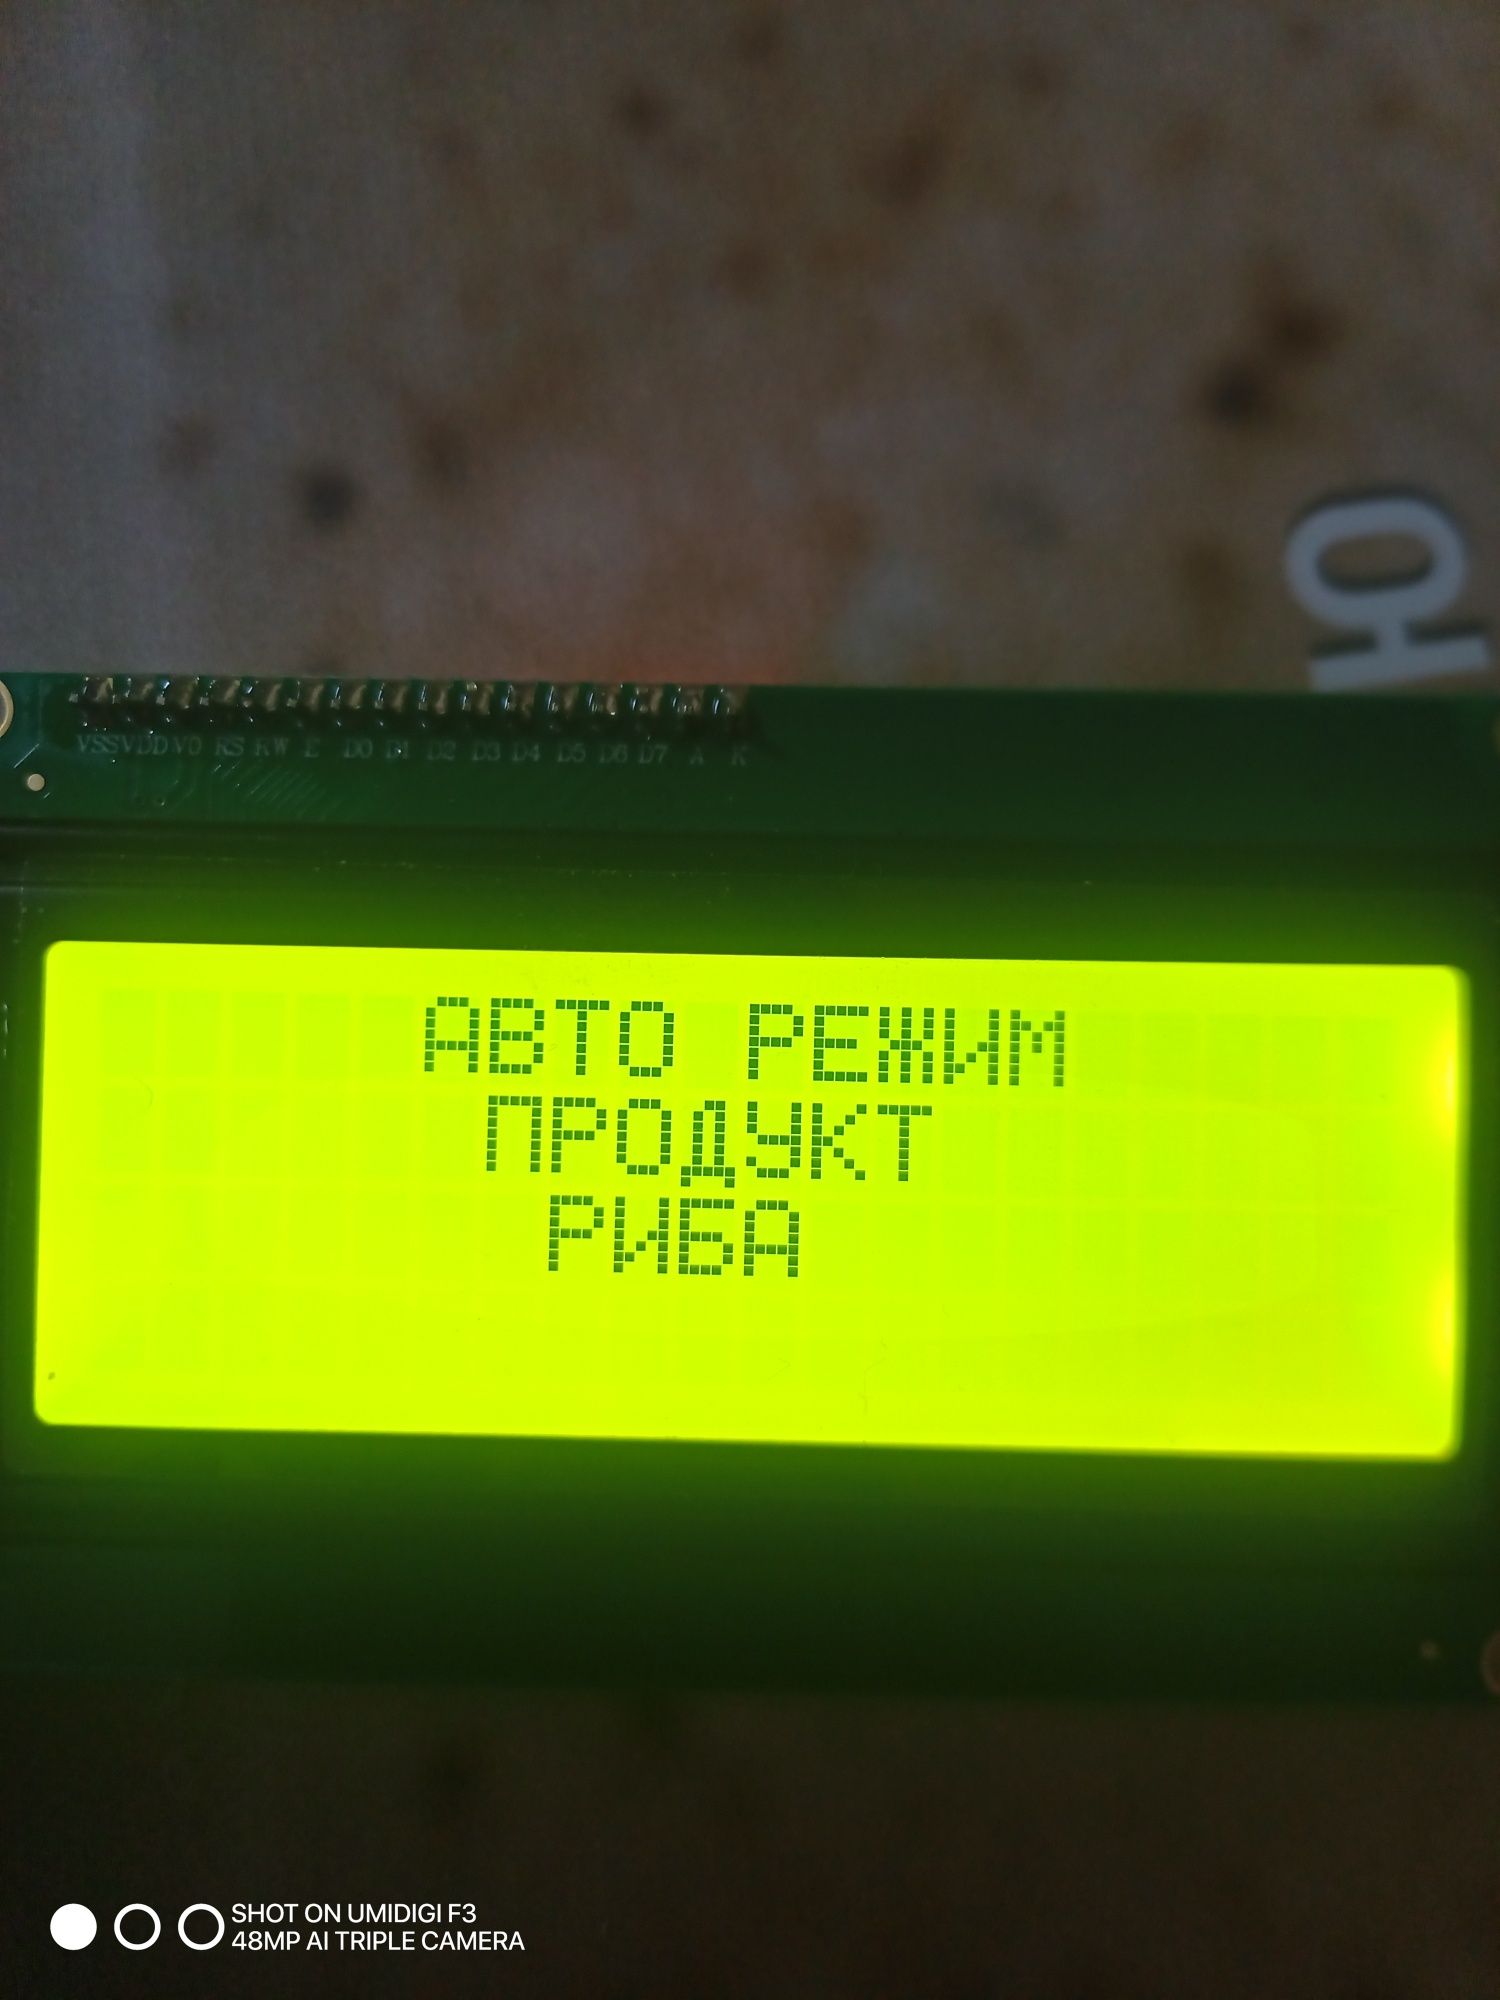 Ю
VSS VDD V0 RS RW E D0 D1 D2 D3 D4 D5 D6 D7 A K
АВТО РЕЖИМ
ПРОДУКТ
РИБА
SHOT ON UMIDIGI F3
48MP AI TRIPLE CAMERA